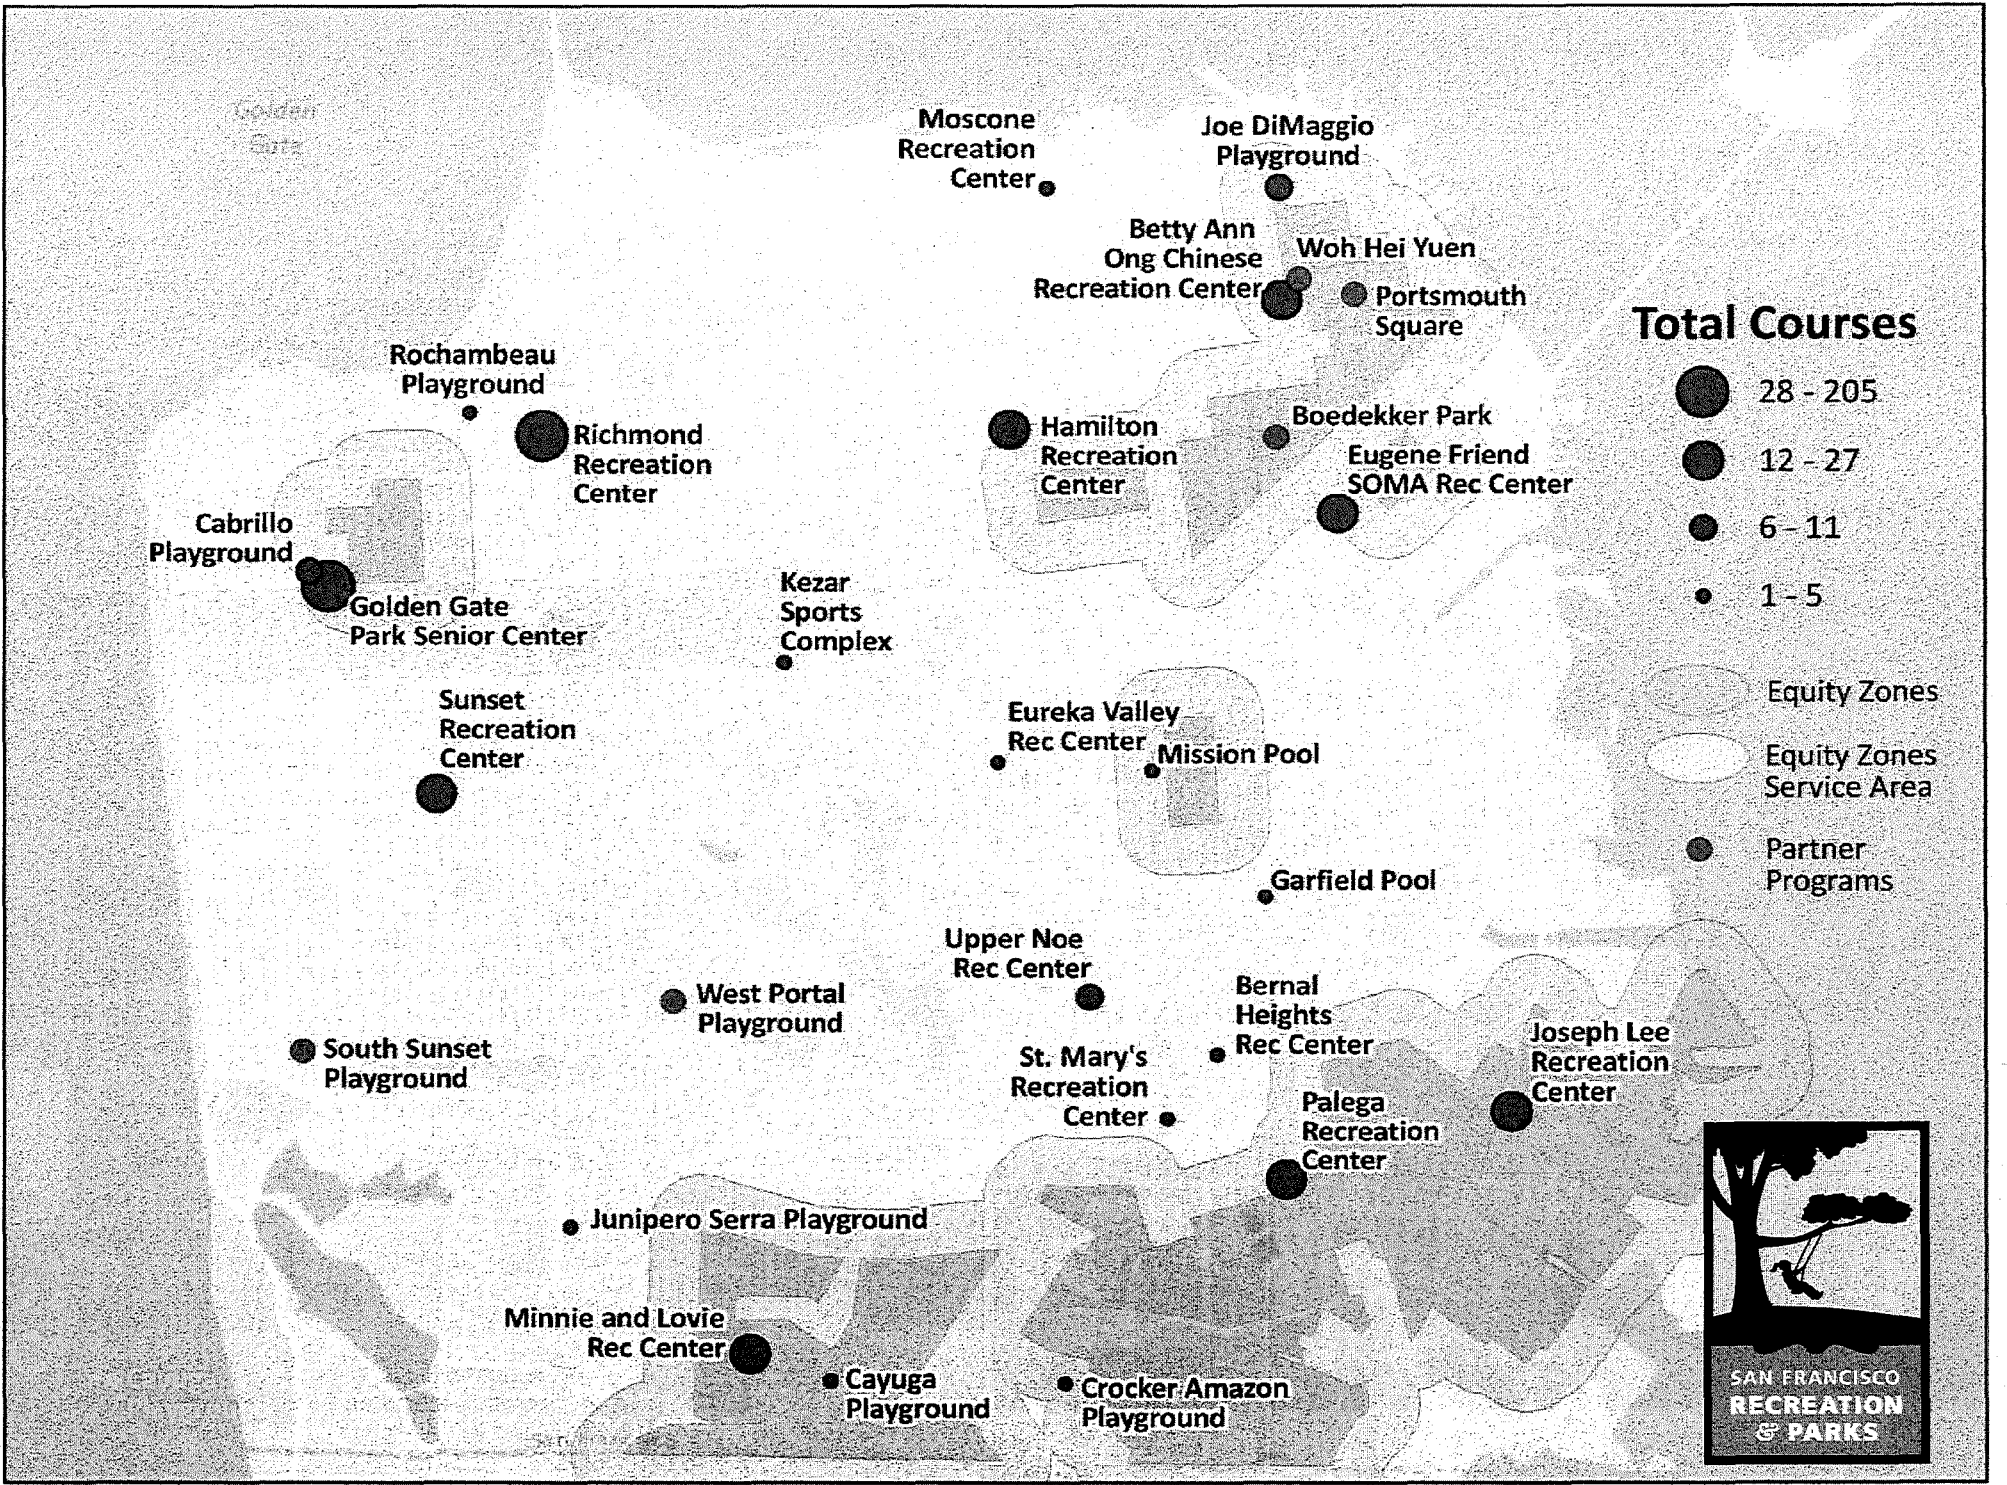 Golden
Gate
Moscone
Recreation
Center
Joe DiMaggio
Playground
Betty Ann
Ong Chinese
Recreation Center
Woh Hei Yuen
Portsmouth
Square
Total Courses
28 - 205
12 - 27
6 - 11
1 - 5
Equity Zones
Equity Zones
Service Area
Partner
Programs
Rochambeau
Playground
Richmond
Recreation
Center
Hamilton
Recreation
Center
Boedekker Park
Eugene Friend
SOMA Rec Center
Cabrillo
Playground
Golden Gate
Park Senior Center
Kezar
Sports
Complex
Sunset
Recreation
Center
Eureka Valley
Rec Center
Mission Pool
Garfield Pool
Upper Noe
Rec Center
West Portal
Playground
South Sunset
Playground
Bernal
Heights
Rec Center
St. Mary's
Recreation
Center
Joseph Lee
Recreation
Center
Palega
Recreation
Center
Junipero Serra Playground
Minnie and Lovie
Rec Center
Cayuga
Playground
Crocker Amazon
Playground
SAN FRANCISCO
RECREATION
& PARKS